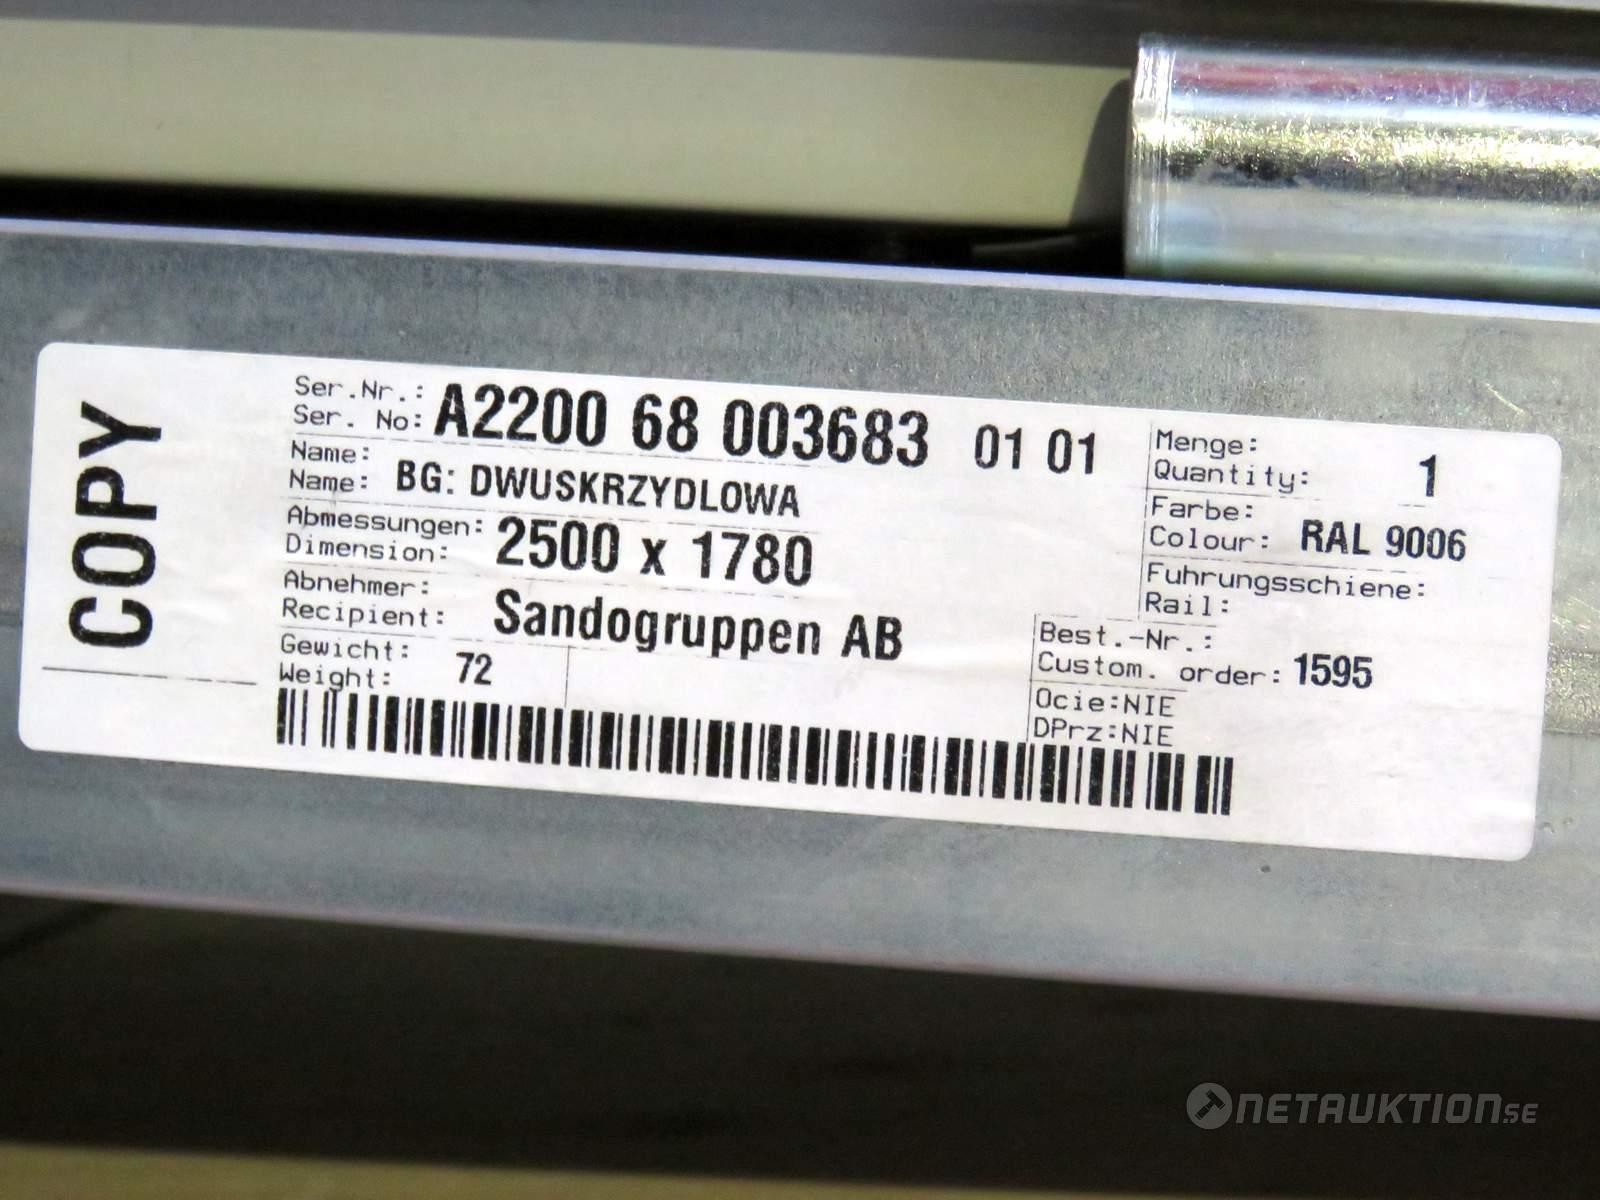 COPY
Ser.Nr.:
Ser. No: A2200 68 003683 01 01
Name:
Name: BG: DWUSKRZYDLOWA
Abmessungen:
Dimension: 2500 x 1780
Abnehmer:
Recipient: Sandogruppen AB
Gewicht:
Weight: 72
Menge:
Quantity: 1
Farbe:
Colour: RAL 9006
Fuhrungsschiene:
Rail:
Best.-Nr.:
Custom. order: 1595
Ocie:NIE
DPrz:NIE
NETAUKTION.SE